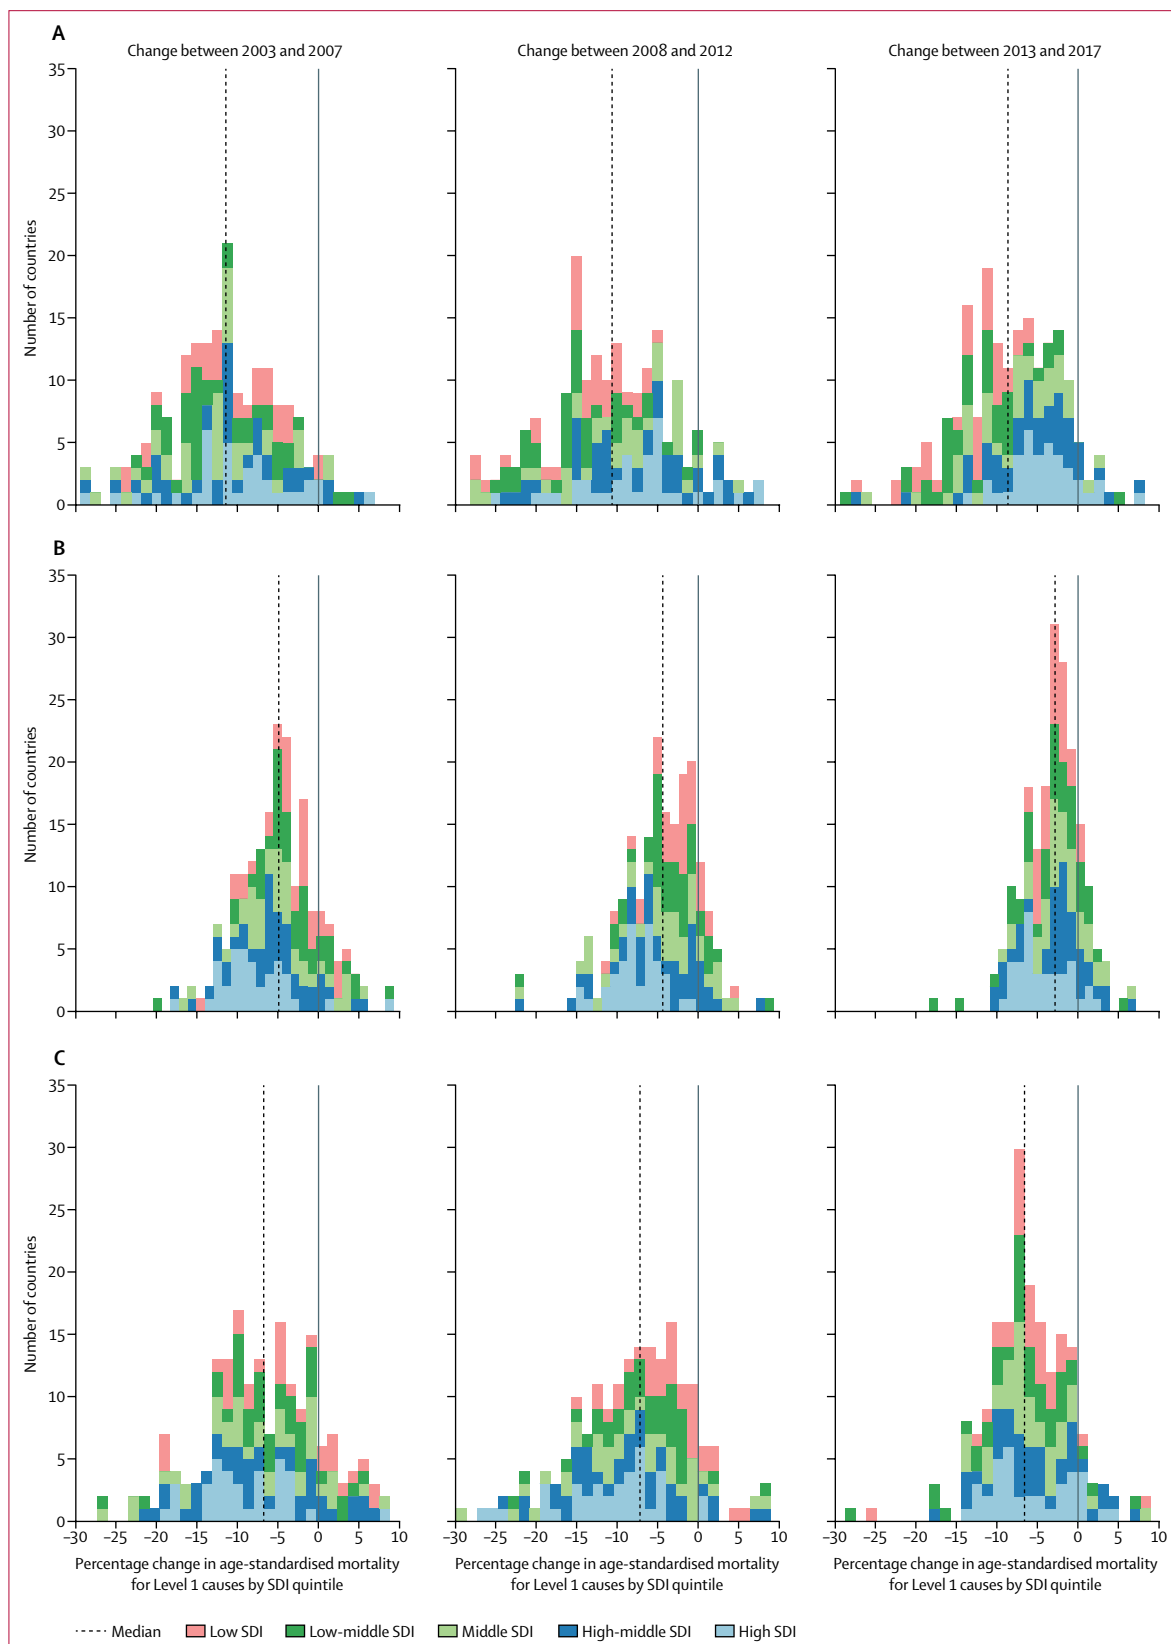 A
Change between 2003 and 2007
Change between 2008 and 2012
Change between 2013 and 2017
35
30
25
20
15
10
5
0
Number of countries
B
35
30
25
20
15
10
5
0
Number of countries
C
35
30
25
20
15
10
5
0
Number of countries
−30 −25 −20 −15 −10 −5 0 5 10
−30 −25 −20 −15 −10 −5 0 5 10
−30 −25 −20 −15 −10 −5 0 5 10
Percentage change in age-standardised mortality
for Level 1 causes by SDI quintile
Percentage change in age-standardised mortality
for Level 1 causes by SDI quintile
Percentage change in age-standardised mortality
for Level 1 causes by SDI quintile
Median Low SDI Low-middle SDI Middle SDI High-middle SDI High SDI